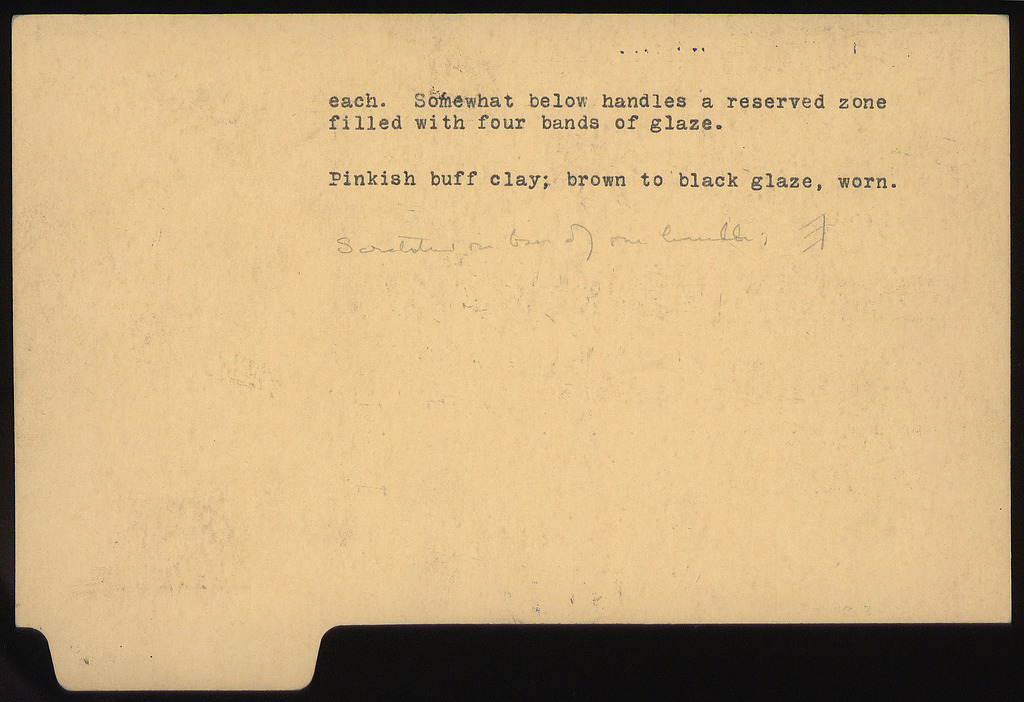 each. Somewhat below handles a reserved zone
filled with four bands of glaze.
Pinkish buff clay; brown to black glaze, worn.
Scratched on base of one handle;